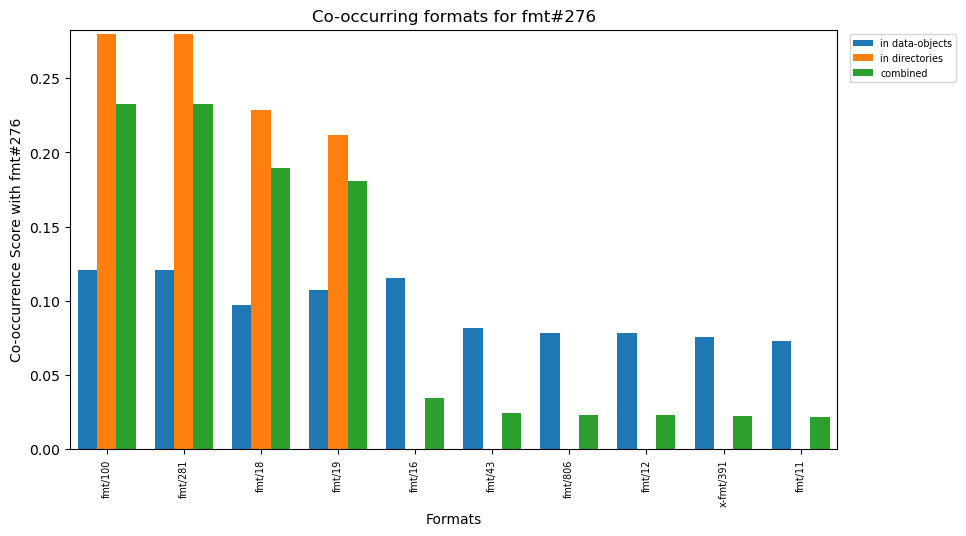 Co-occurring formats for fmt#276
in data-objects
in directories
combined
Co-occurrence Score with fmt#276
0.25
0.20
0.15
0.10
0.05
0.00
fmt/100
fmt/281
fmt/18
fmt/19
fmt/16
fmt/43
fmt/806
fmt/12
x-fmt/391
fmt/11
Formats